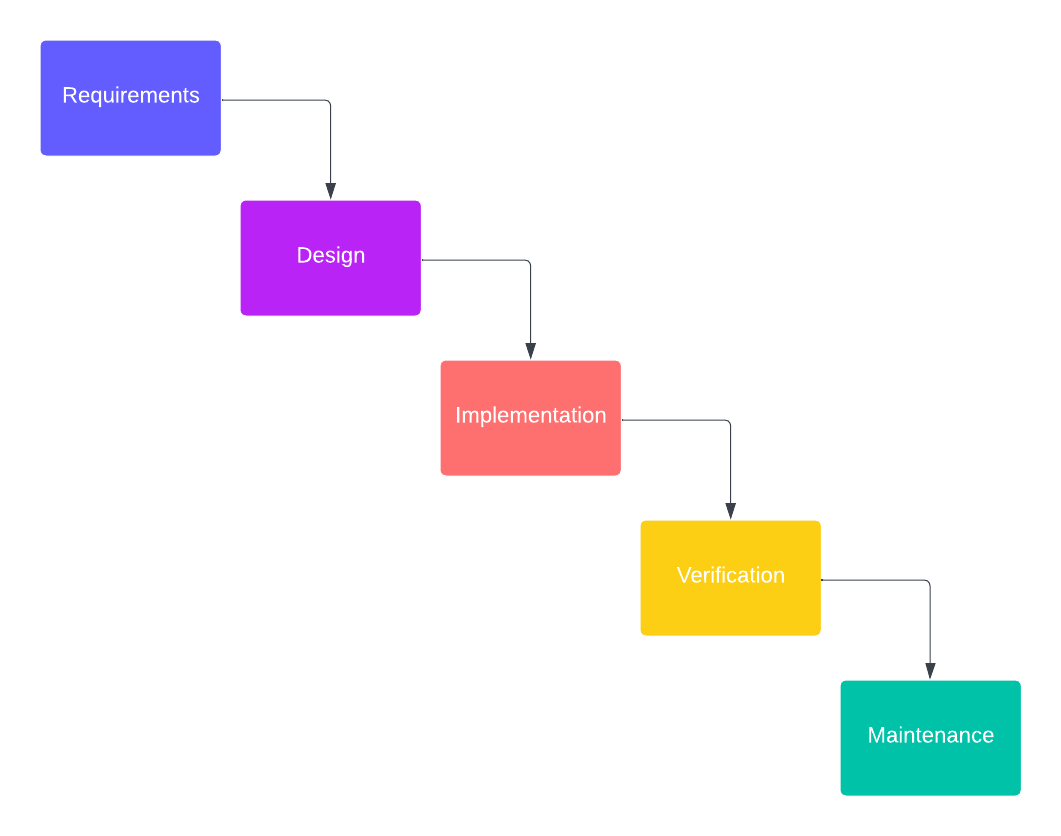 Requirements
Design
Implementation
Verification
Maintenance